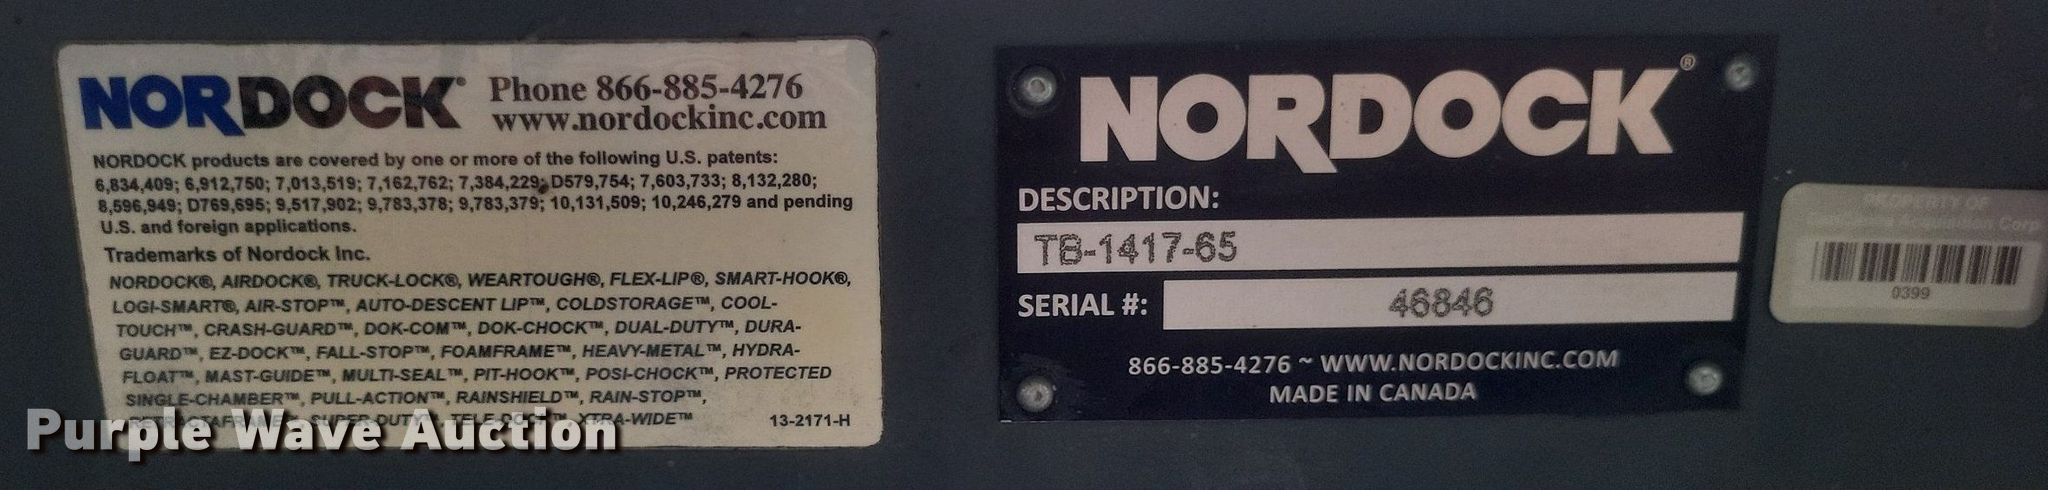 NORDOCK®
Phone 866-885-4276
www.nordockinc.com
NORDOCK products are covered by one or more of the following U.S. patents:
6,834,409; 6,912,750; 7,013,519; 7,162,762; 7,384,229; D579,754; 7,603,733; 8,132,280;
8,596,949; D769,695; 9,517,902; 9,783,378; 9,783,379; 10,131,509; 10,246,279 and pending
U.S. and foreign applications.
Trademarks of Nordock Inc.
NORDOCK®, AIRDOCK®, TRUCK-LOCK®, WEARTOUGH®, FLEX-LIP®, SMART-HOOK®,
LOGI-SMART®, AIR-STOP™, AUTO-DESCENT LIP™, COLDSTORAGE™, COOL-
TOUCH™, CRASH-GUARD™, DOK-COM™, DOK-CHOCK™, DUAL-DUTY™, DURA-
GUARD™, EZ-DOCK™, FALL-STOP™, FOAMFRAME™, HEAVY-METAL™, HYDRA-
FLOAT™, MAST-GUIDE™, MULTI-SEAL™, PIT-HOOK™, POSI-CHOCK™, PROTECTED
SINGLE-CHAMBER™, PULL-ACTION™, RAINSHIELD™, RAIN-STOP™,
SUPER-DUTY™, XTRA-WIDE™ 13-2171-H
Purple Wave Auction
NORDOCK®
DESCRIPTION:
TB-1417-65
SERIAL #: 46846
866-885-4276 ~ WWW.NORDOCKINC.COM
MADE IN CANADA
PROPERTY OF
Corp
0399